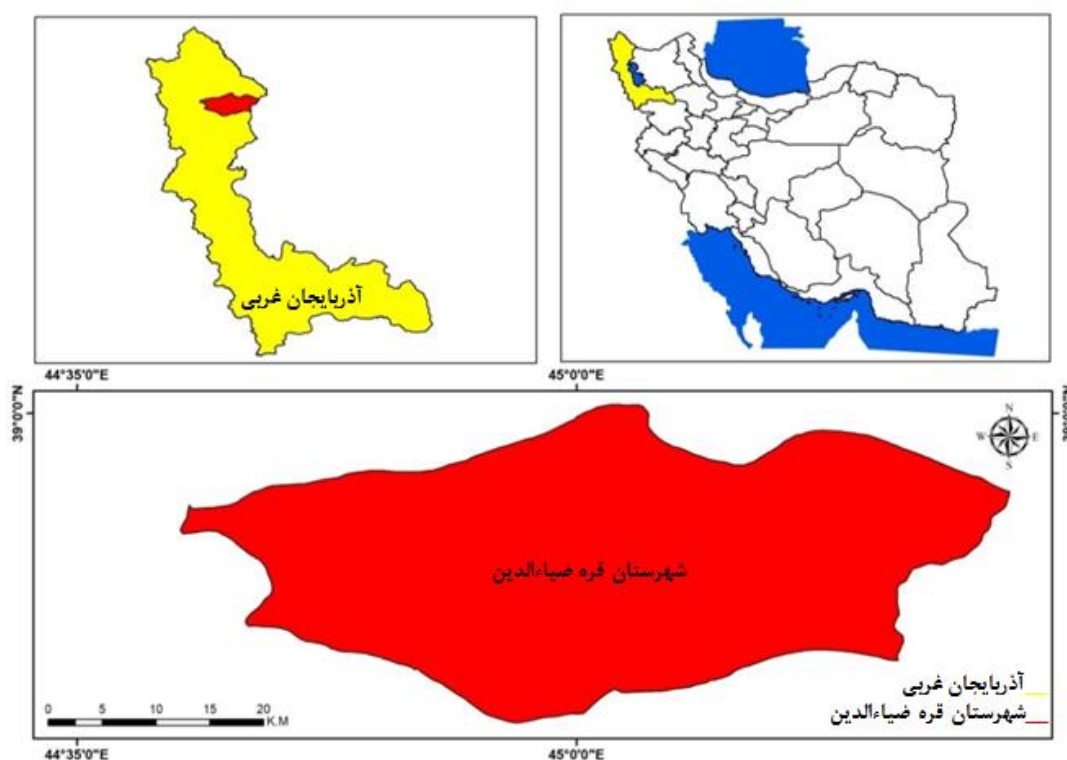 آذربایجان غربی
44°35'0"E
45°0'0"E
39°0'0"N
N
W
E
S
شهرستان قره ضیاءالدین
آذربایجان غربی
شهرستان قره ضیاءالدین
0 5 10 15 20
K.M
44°35'0"E
45°0'0"E